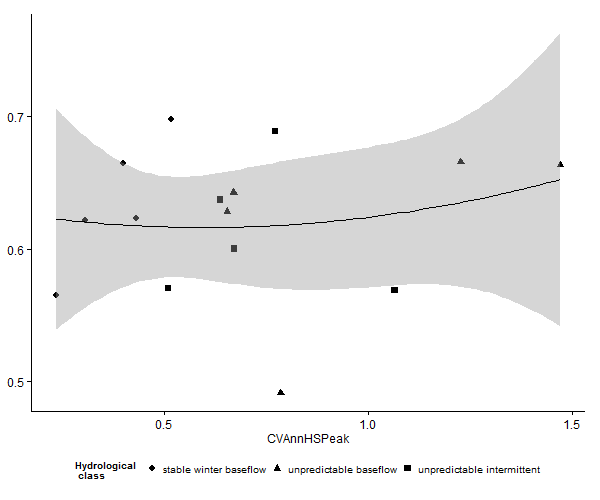 0.7
0.6
0.5
0.5 1.0 1.5
CVAnnHSPeak
Hydrological
class
stable winter baseflow unpredictable baseflow unpredictable intermittent